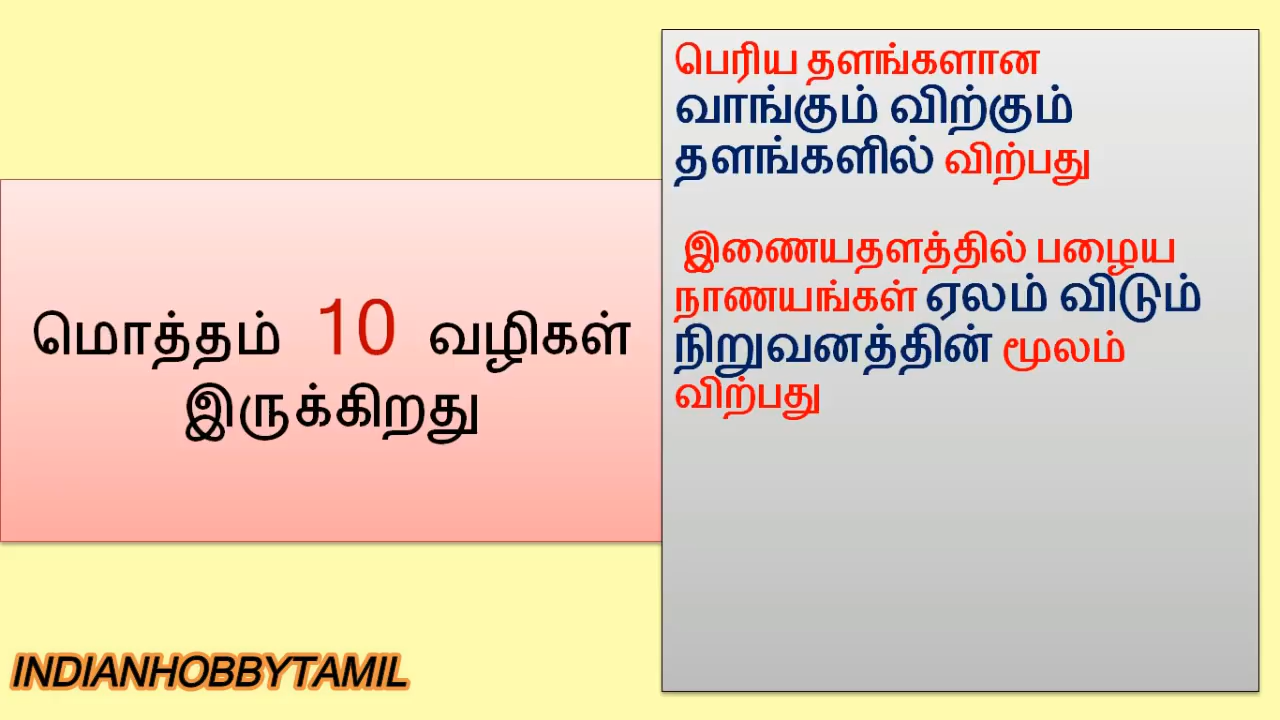 மொத்தம் 10 வழிகள்
இருக்கிறது
பெரிய தளங்களான
வாங்கும் விற்கும்
தளங்களில் விற்பது
இணையதளத்தில் பழைய
நாணயங்கள் ஏலம் விடும்
நிறுவனத்தின் மூலம்
விற்பது
INDIANHOBBYTAMIL